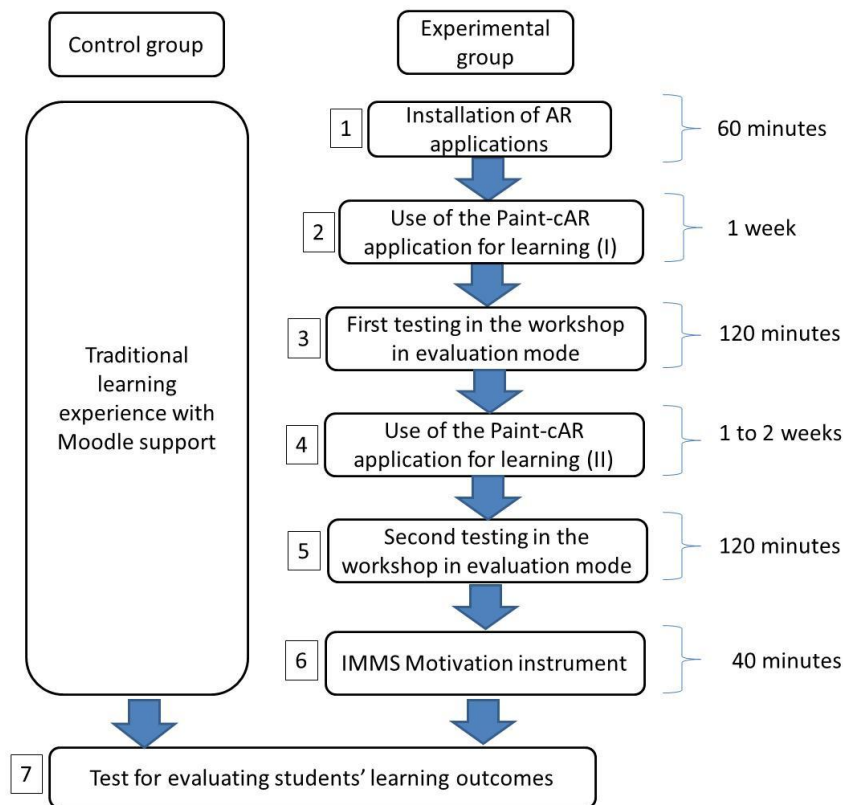 Control group
Experimental
group
1
Installation of AR
applications
60 minutes
2
Use of the Paint-cAR
application for learning (I)
1 week
3
First testing in the workshop
in evaluation mode
120 minutes
Traditional
learning
experience with
Moodle support
4
Use of the Paint-cAR
application for learning (II)
1 to 2 weeks
5
Second testing in the
workshop in evaluation mode
120 minutes
6
IMMS Motivation instrument
40 minutes
7
Test for evaluating students’ learning outcomes